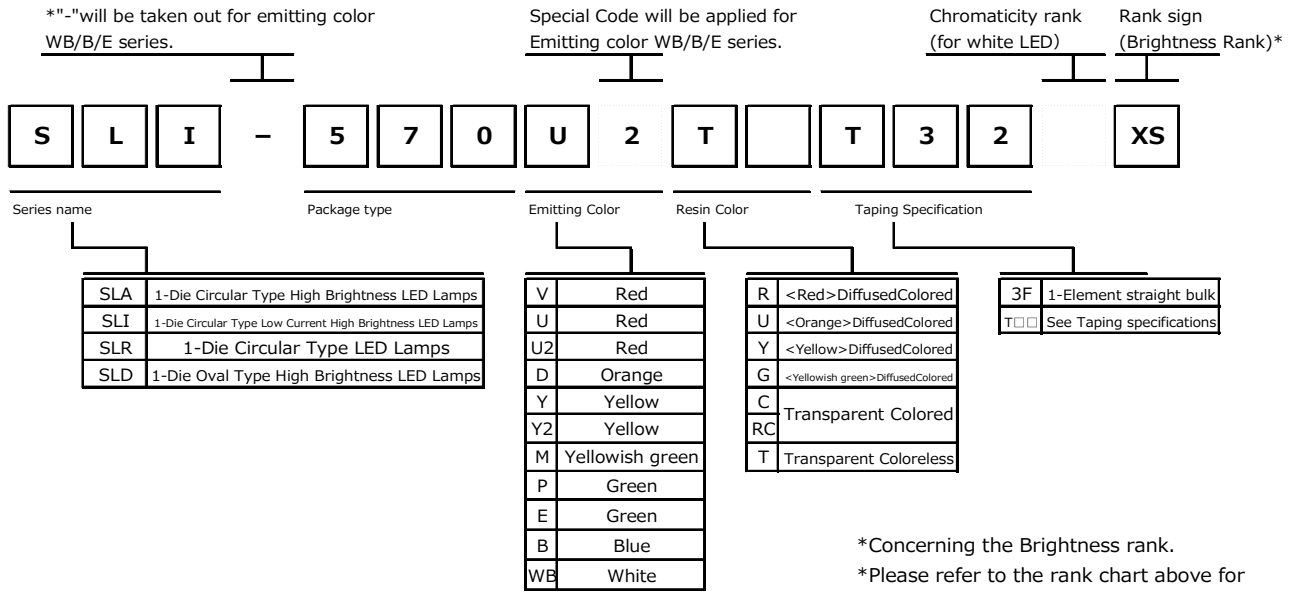 *"-"will be taken out for emitting color
WB/B/E series.
Special Code will be applied for
Emitting color WB/B/E series.
Chromaticity rank
(for white LED)
Rank sign
(Brightness Rank)*
S L I - 5 7 0 U 2 T T 3 2 XS
Series name
Package type
Emitting Color
Resin Color
Taping Specification
SLA 1-Die Circular Type High Brightness LED Lamps
SLI 1-Die Circular Type Low Current High Brightness LED Lamps
SLR 1-Die Circular Type LED Lamps
SLD 1-Die Oval Type High Brightness LED Lamps
V Red
U Red
U2 Red
D Orange
Y Yellow
Y2 Yellow
M Yellowish green
P Green
E Green
B Blue
WB White
R <Red>DiffusedColored
U <Orange>DiffusedColored
Y <Yellow>DiffusedColored
G <Yellowish green>DiffusedColored
C
Transparent Colored
RC
T Transparent Coloreless
3F 1-Element straight bulk
T□□ See Taping specifications
*Concerning the Brightness rank.
*Please refer to the rank chart above for